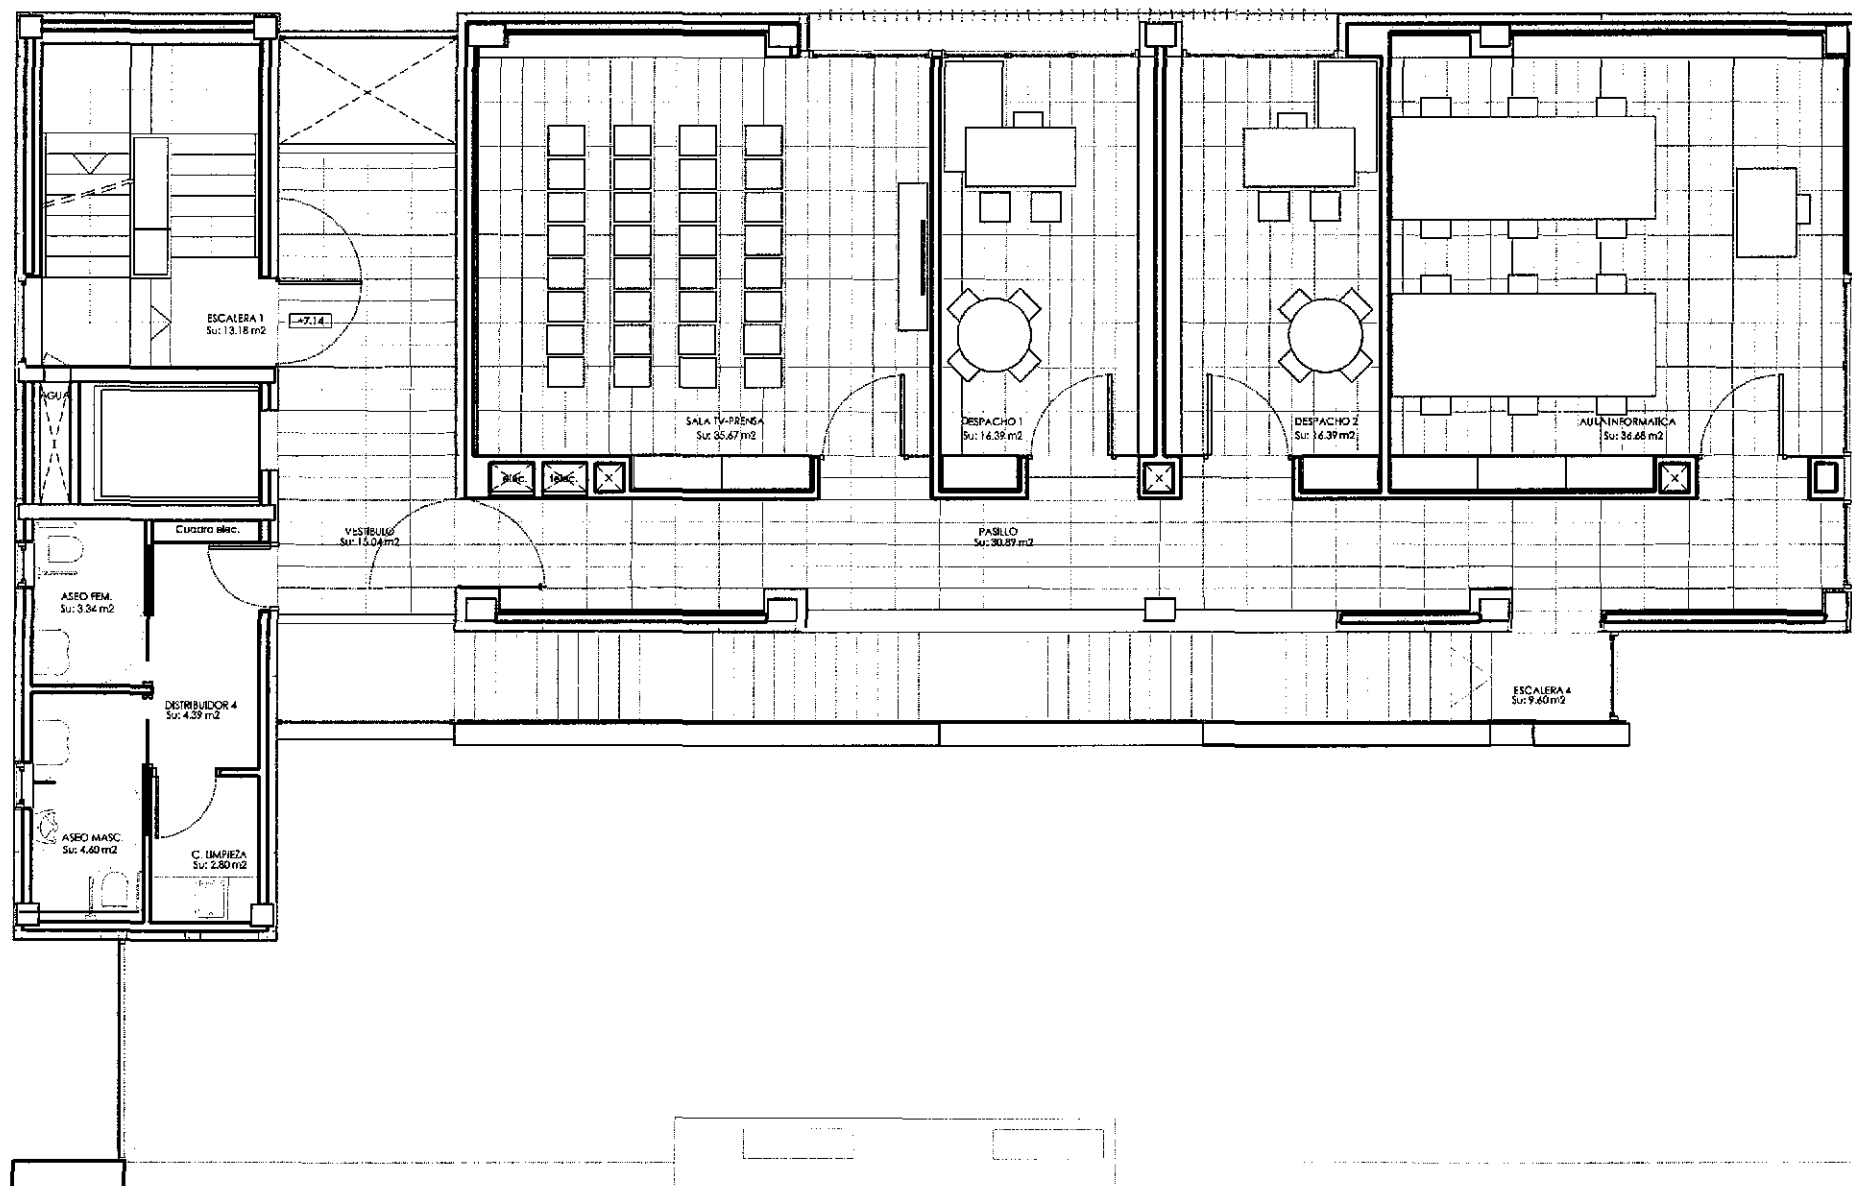 ESCALERA 1
Su: 13.18 m2
+7.14
AGUA
SALA TV-PRENSA
Su: 35.67 m2
DESPACHO 1
Su: 16.39 m2
DESPACHO 2
Su: 16.39 m2
AULA INFORMATICA
Su: 36.68 m2
elec.
telec.
Cuadro elec.
VESTIBULO
Su: 15.04 m2
PASILLO
Su: 30.89 m2
ASEO FEM.
Su: 3.34 m2
DISTRIBUIDOR 4
Su: 4.39 m2
ESCALERA 4
Su: 9.60 m2
ASEO MASC.
Su: 4.60 m2
C. LIMPIEZA
Su: 2.80 m2